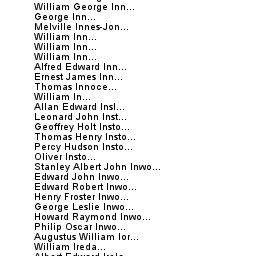 William George Inn...
George Inn...
Melville Innes-Jon...
William Inn...
William Inn...
William Inn...
Alfred Edward Inn...
Ernest James Inn...
Thomas Innoce...
William In...
Allan Edward Insl...
Leonard John Inst...
Geoffrey Holt Insto...
Thomas Henry Insto...
Percy Hudson Insto...
Oliver Insto...
Stanley Albert John Inwo...
Edward John Inwo...
Edward Robert Inwo...
Henry Froster Inwo...
George Leslie Inwo...
Howard Raymond Inwo...
Philip Oscar Inwo...
Augustus William Ior...
William Ireda...